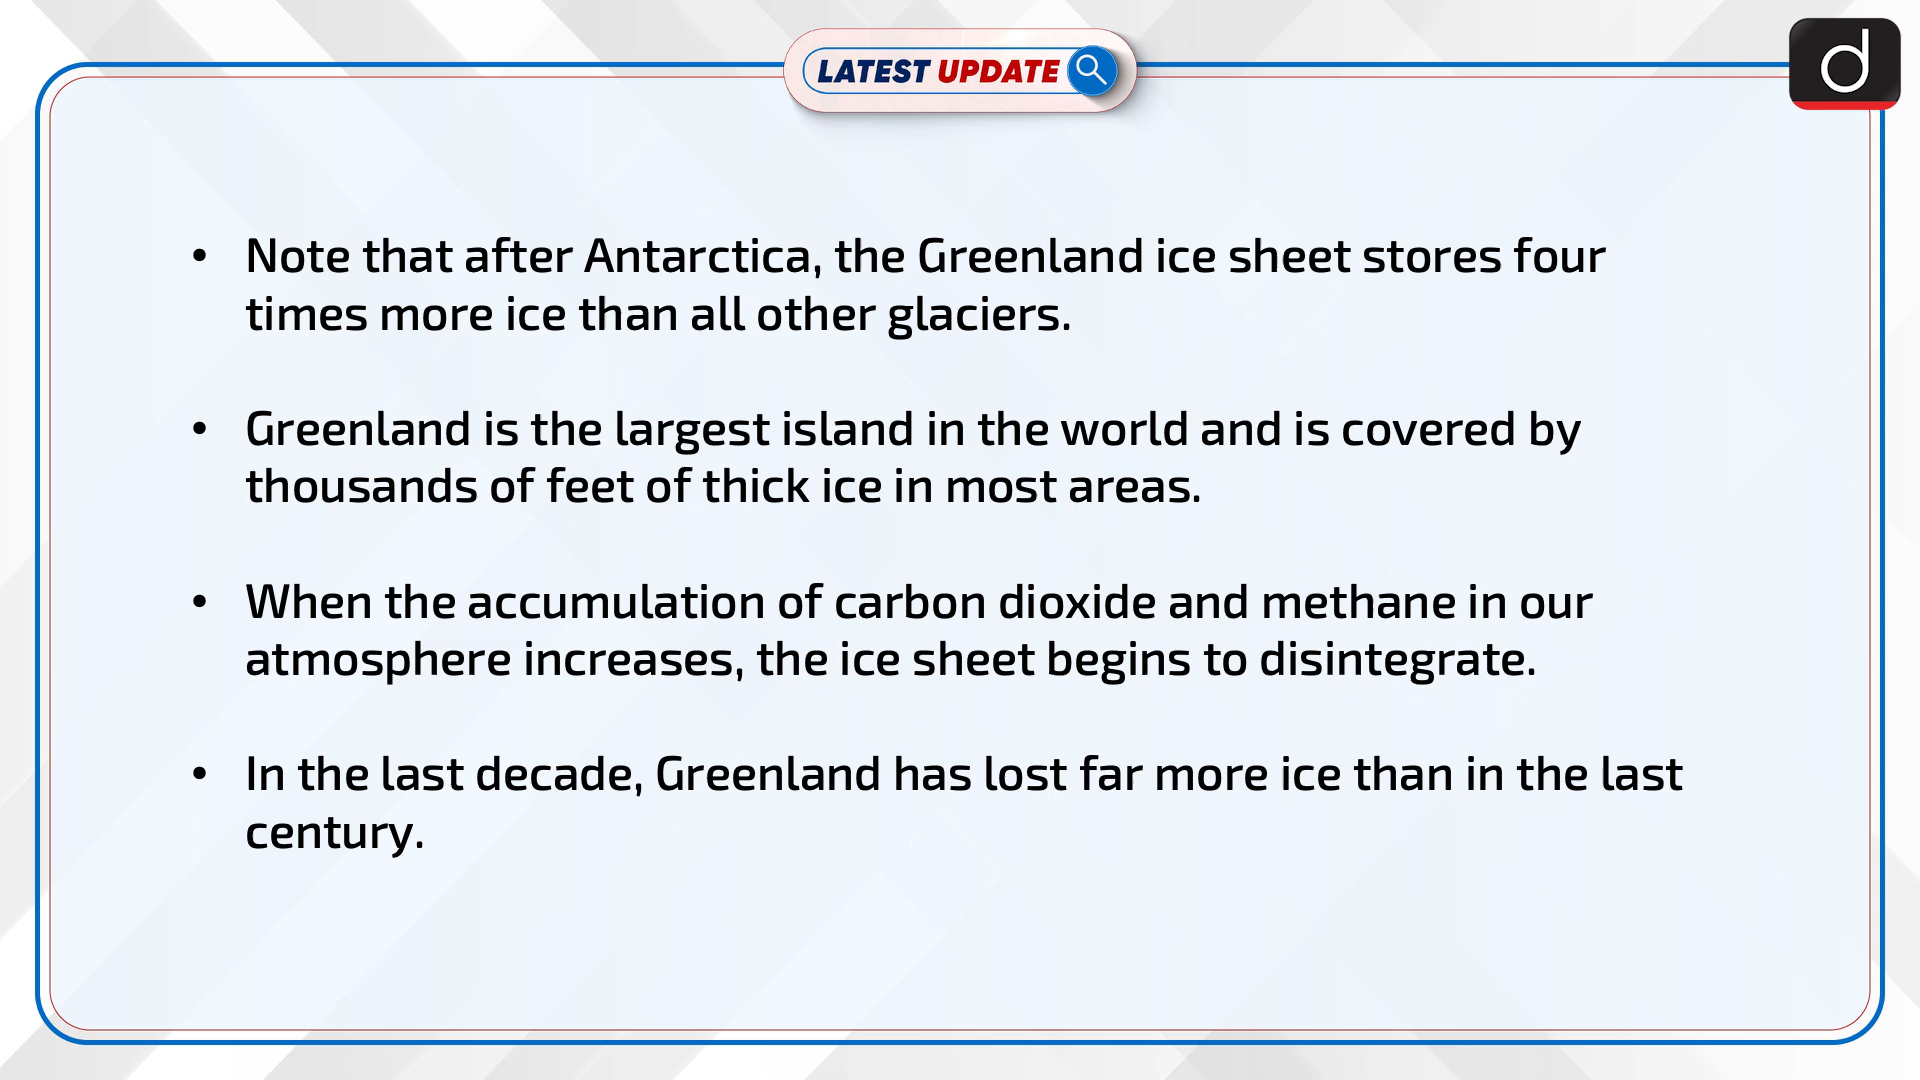 LATEST UPDATE
d
• Note that after Antarctica, the Greenland ice sheet stores four
times more ice than all other glaciers.
• Greenland is the largest island in the world and is covered by
thousands of feet of thick ice in most areas.
• When the accumulation of carbon dioxide and methane in our
atmosphere increases, the ice sheet begins to disintegrate.
• In the last decade, Greenland has lost far more ice than in the last
century.